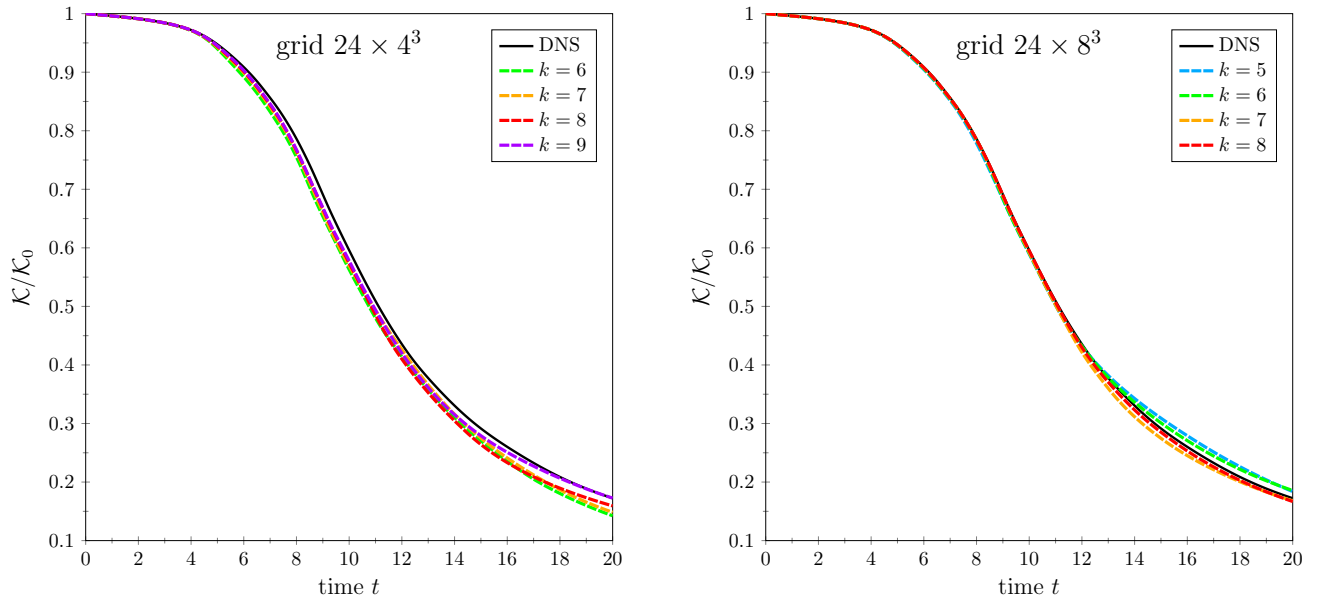 grid 24 × 4³
DNS
k = 6
k = 7
k = 8
k = 9
1
0.9
0.8
0.7
0.6
0.5
0.4
0.3
0.2
0.1
K/K₀
0 2 4 6 8 10 12 14 16 18 20
time t
grid 24 × 8³
DNS
k = 5
k = 6
k = 7
k = 8
1
0.9
0.8
0.7
0.6
0.5
0.4
0.3
0.2
0.1
K/K₀
0 2 4 6 8 10 12 14 16 18 20
time t